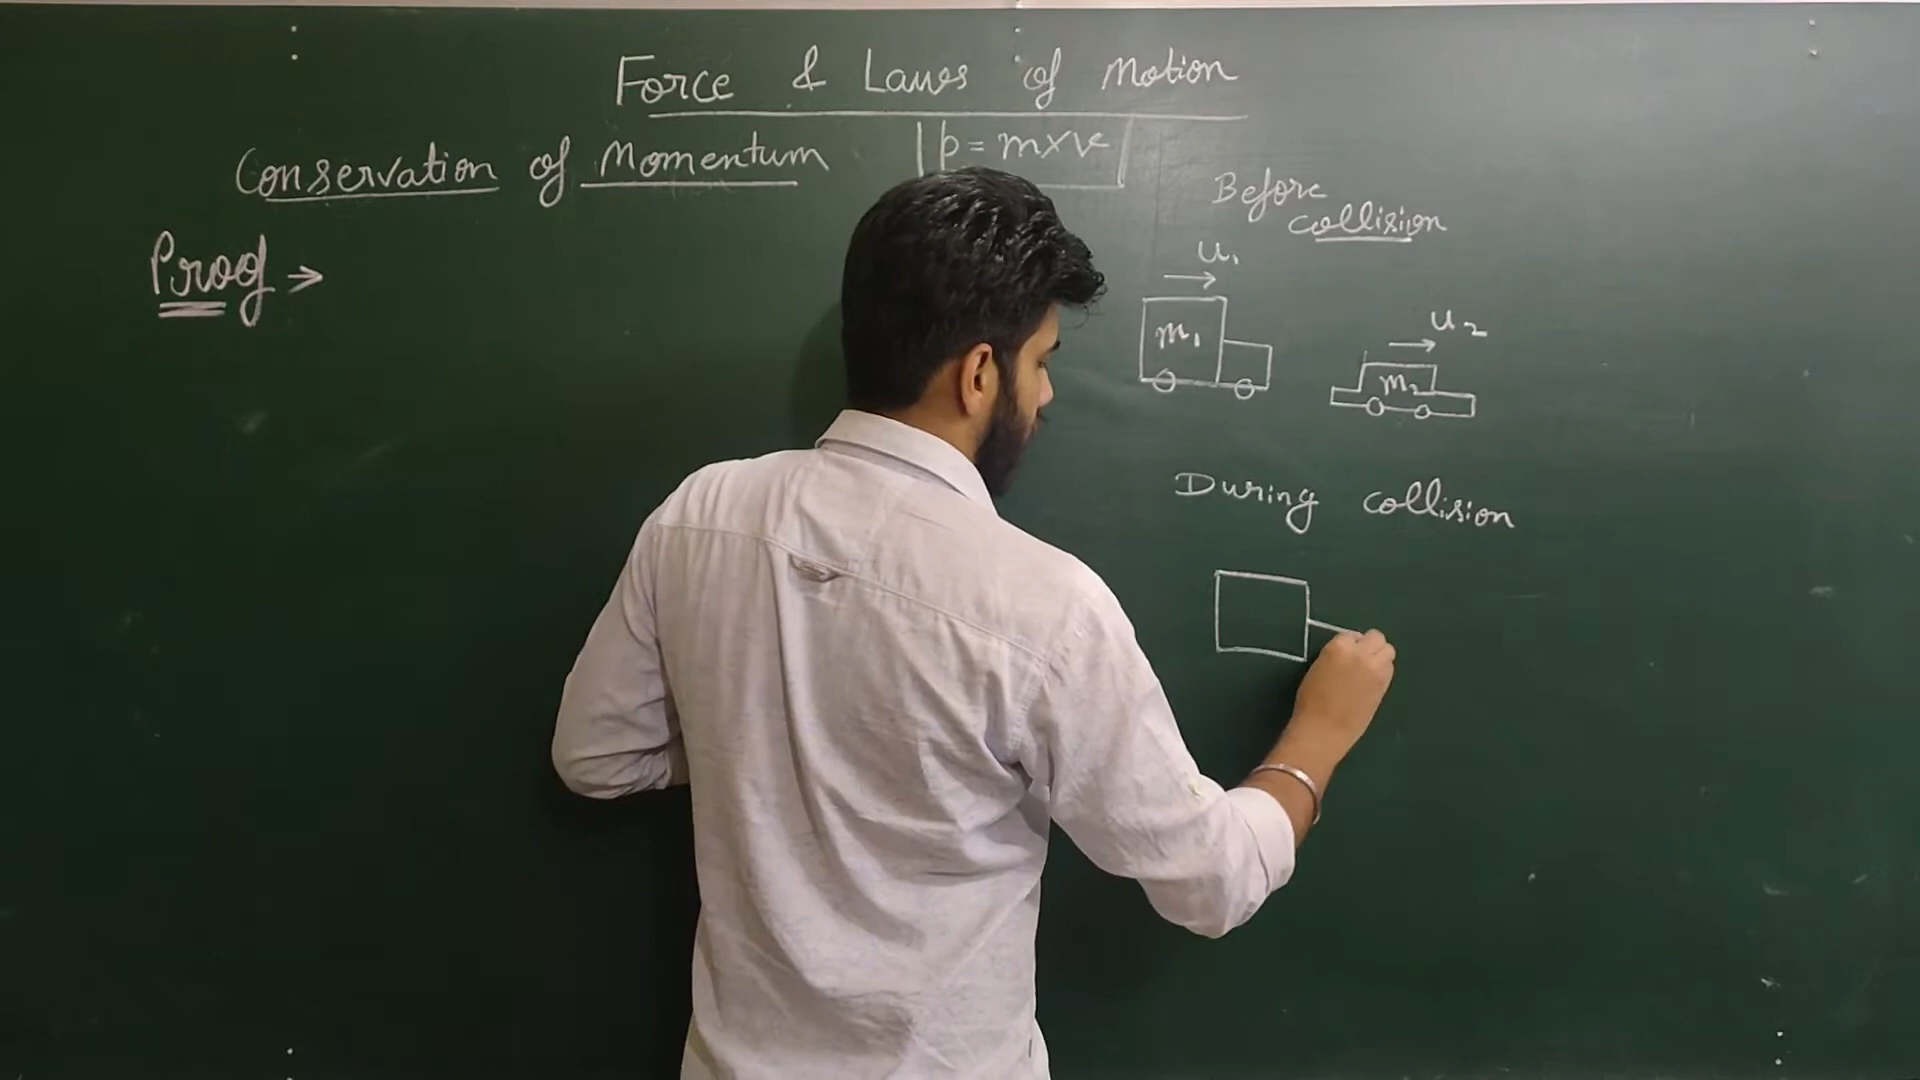 Force & Laws of Motion
Conservation of Momentum
p = m×v
Proof →
Before
collision
u₁
m₁
u₂
m₂
During collision